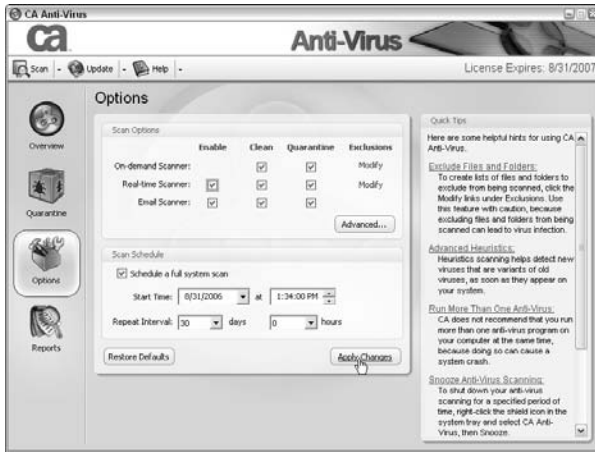 CA Anti-Virus
ca
Anti-Virus
Scan
Update
Help
License Expires: 8/31/2007
Overview
Quarantine
Options
Reports
Options
Scan Options
Enable Clean Quarantine Exclusions
On-demand Scanner: Modify
Real-time Scanner: Modify
Email Scanner:
Advanced...
Scan Schedule
Schedule a full system scan
Start Time: 8/31/2006 at 1:34:00 PM
Repeat Interval: 30 days 0 hours
Restore Defaults
Apply Changes
Quick Tips
Here are some helpful hints for using CA
Anti-Virus.
Exclude Files and Folders:
To create lists of files and folders to
exclude from being scanned, click the
Modify links under Exclusions. Use
this feature with caution, because
excluding files and folders from being
scanned can lead to virus infection.
Advanced Heuristics:
Heuristics scanning helps detect new
viruses that are variants of old
viruses, as soon as they appear on
your system.
Run More Than One Anti-Virus:
CA does not recommend that you run
more than one anti-virus program on
your computer at the same time,
because doing so can cause a
system crash.
Snooze Anti-Virus Scanning:
To shut down your anti-virus
scanning for a specified period of
time, right-click the shield icon in the
system tray and select CA Anti-
Virus, then Snooze.